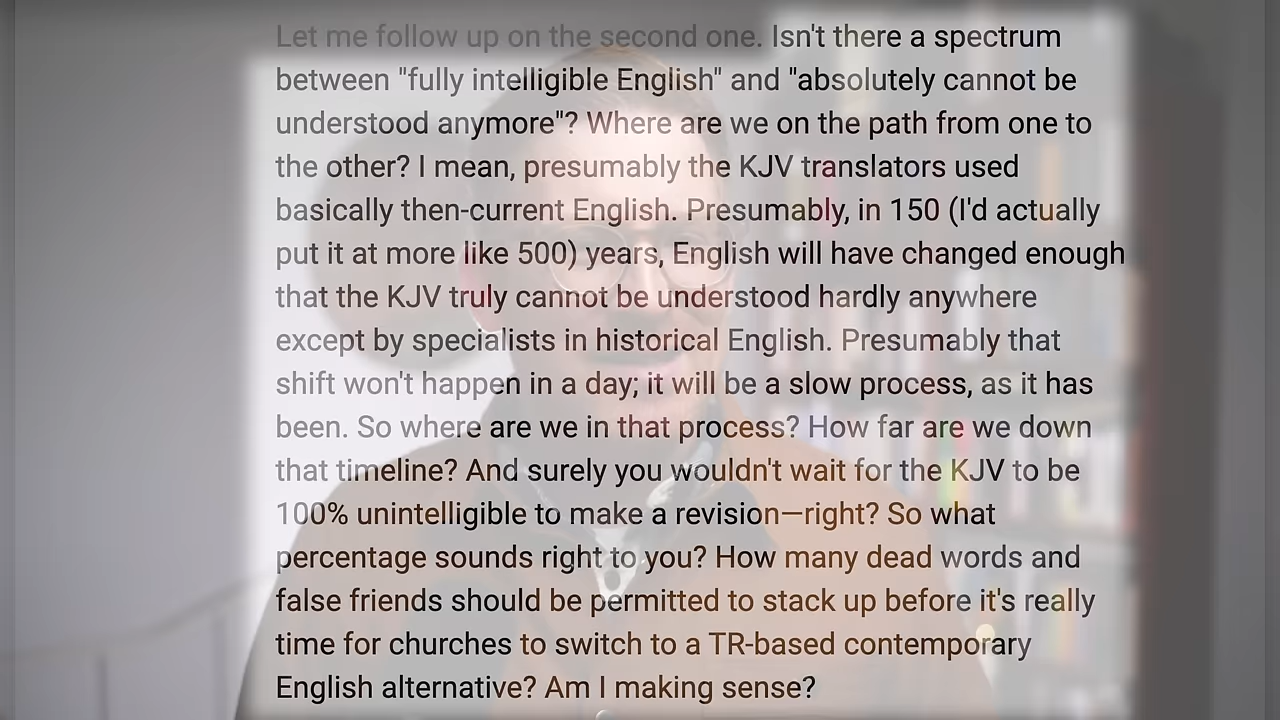 Let me follow up on the second one. Isn't there a spectrum
between "fully intelligible English" and "absolutely cannot be
understood anymore"? Where are we on the path from one to
the other? I mean, presumably the KJV translators used
basically then-current English. Presumably, in 150 (I'd actually
put it at more like 500) years, English will have changed enough
that the KJV truly cannot be understood hardly anywhere
except by specialists in historical English. Presumably that
shift won't happen in a day; it will be a slow process, as it has
been. So where are we in that process? How far are we down
that timeline? And surely you wouldn't wait for the KJV to be
100% unintelligible to make a revision—right? So what
percentage sounds right to you? How many dead words and
false friends should be permitted to stack up before it's really
time for churches to switch to a TR-based contemporary
English alternative? Am I making sense?